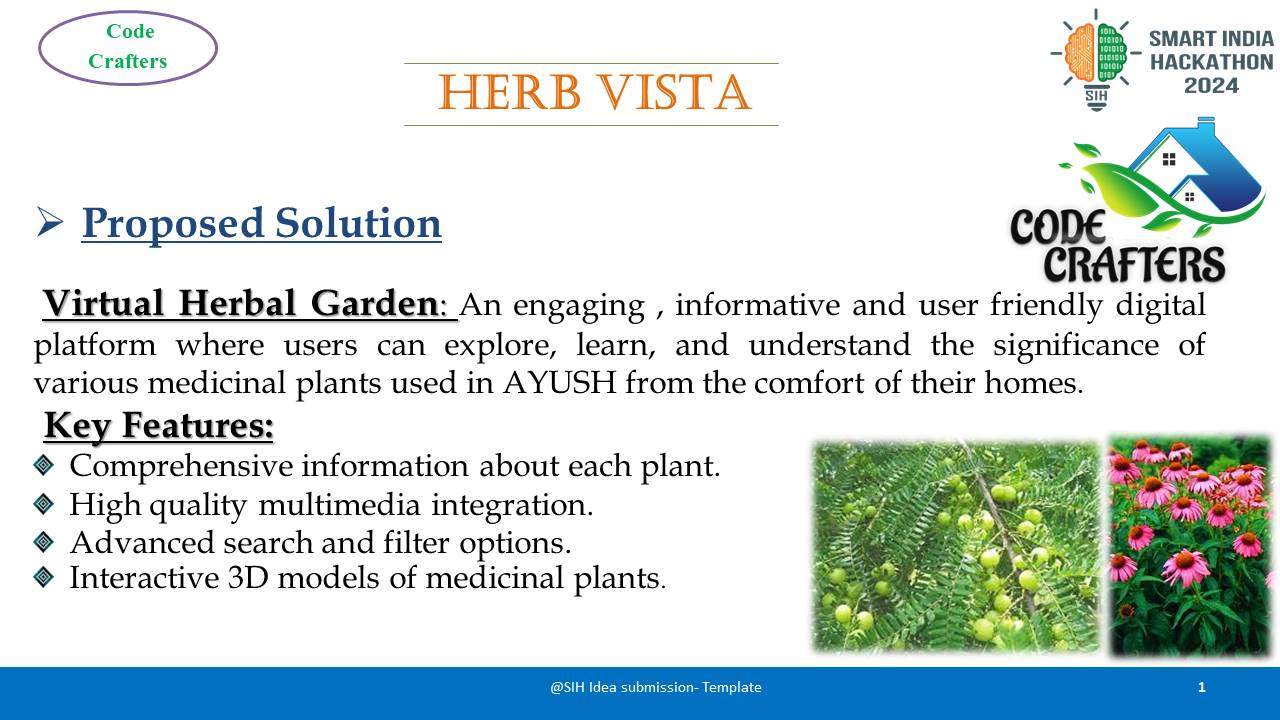 Code
Crafters
HERB VISTA
SMART INDIA
HACKATHON
2024
SIH
CODE
CRAFTERS
Proposed Solution
Virtual Herbal Garden: An engaging , informative and user friendly digital
platform where users can explore, learn, and understand the significance of
various medicinal plants used in AYUSH from the comfort of their homes.
Key Features:
Comprehensive information about each plant.
High quality multimedia integration.
Advanced search and filter options.
Interactive 3D models of medicinal plants.
@SIH Idea submission- Template
1